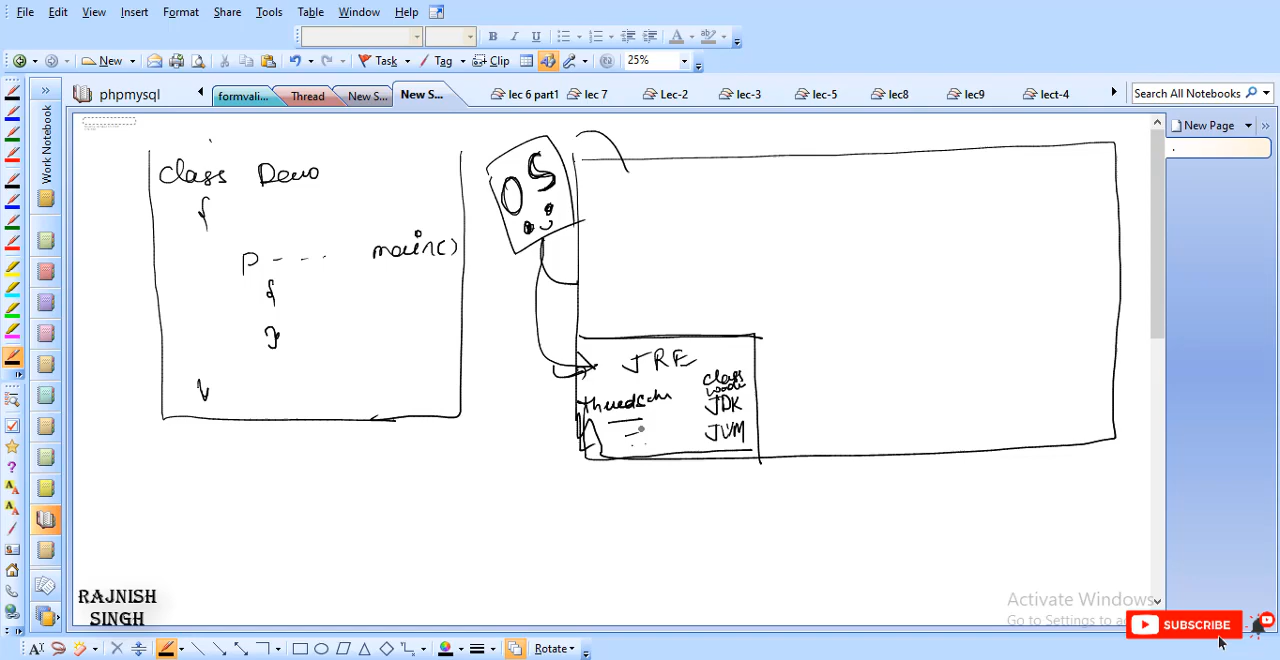 File Edit View Insert Format Share Tools Table Window Help
B I U A ab
New Task Tag Clip 25%
phpmysql formvali... Thread New S... New S... lec 6 part1 lec 7 Lec-2 lec-3 lec-5 lec8 lec9 lect-4 Search All Notebooks
Work Notebook
New Page
.
class Demo
{
P - - - main()
{
}
OS
JRE
class
JDK
JVM
RAJNISH
SINGH
Activate Windows
Go to Settings to a
SUBSCRIBE
Rotate